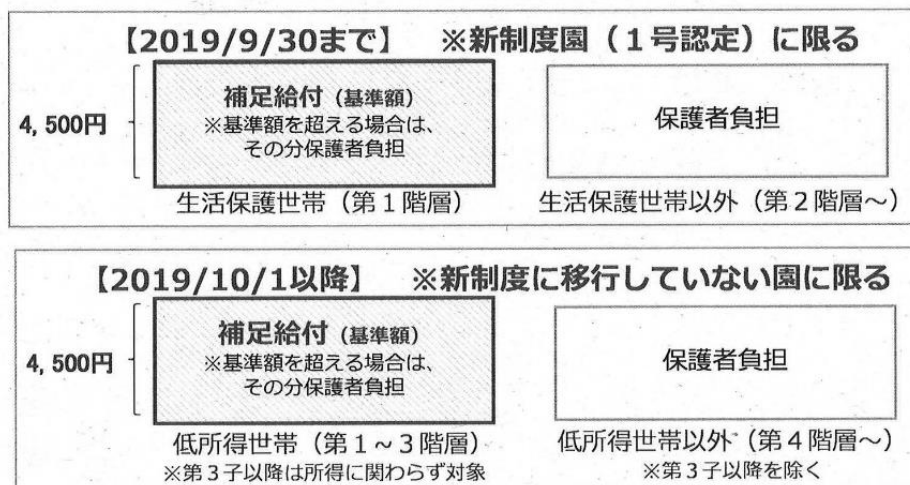 【2019/9/30まで】 ※新制度園（１号認定）に限る
4,500円
補足給付（基準額）
※基準額を超える場合は、
その分保護者負担
保護者負担
生活保護世帯（第１階層）
生活保護世帯以外（第２階層～）
【2019/10/1以降】 ※新制度に移行していない園に限る
4,500円
補足給付（基準額）
※基準額を超える場合は、
その分保護者負担
保護者負担
低所得世帯（第１～３階層）
※第３子以降は所得に関わらず対象
低所得世帯以外（第４階層～）
※第３子以降を除く